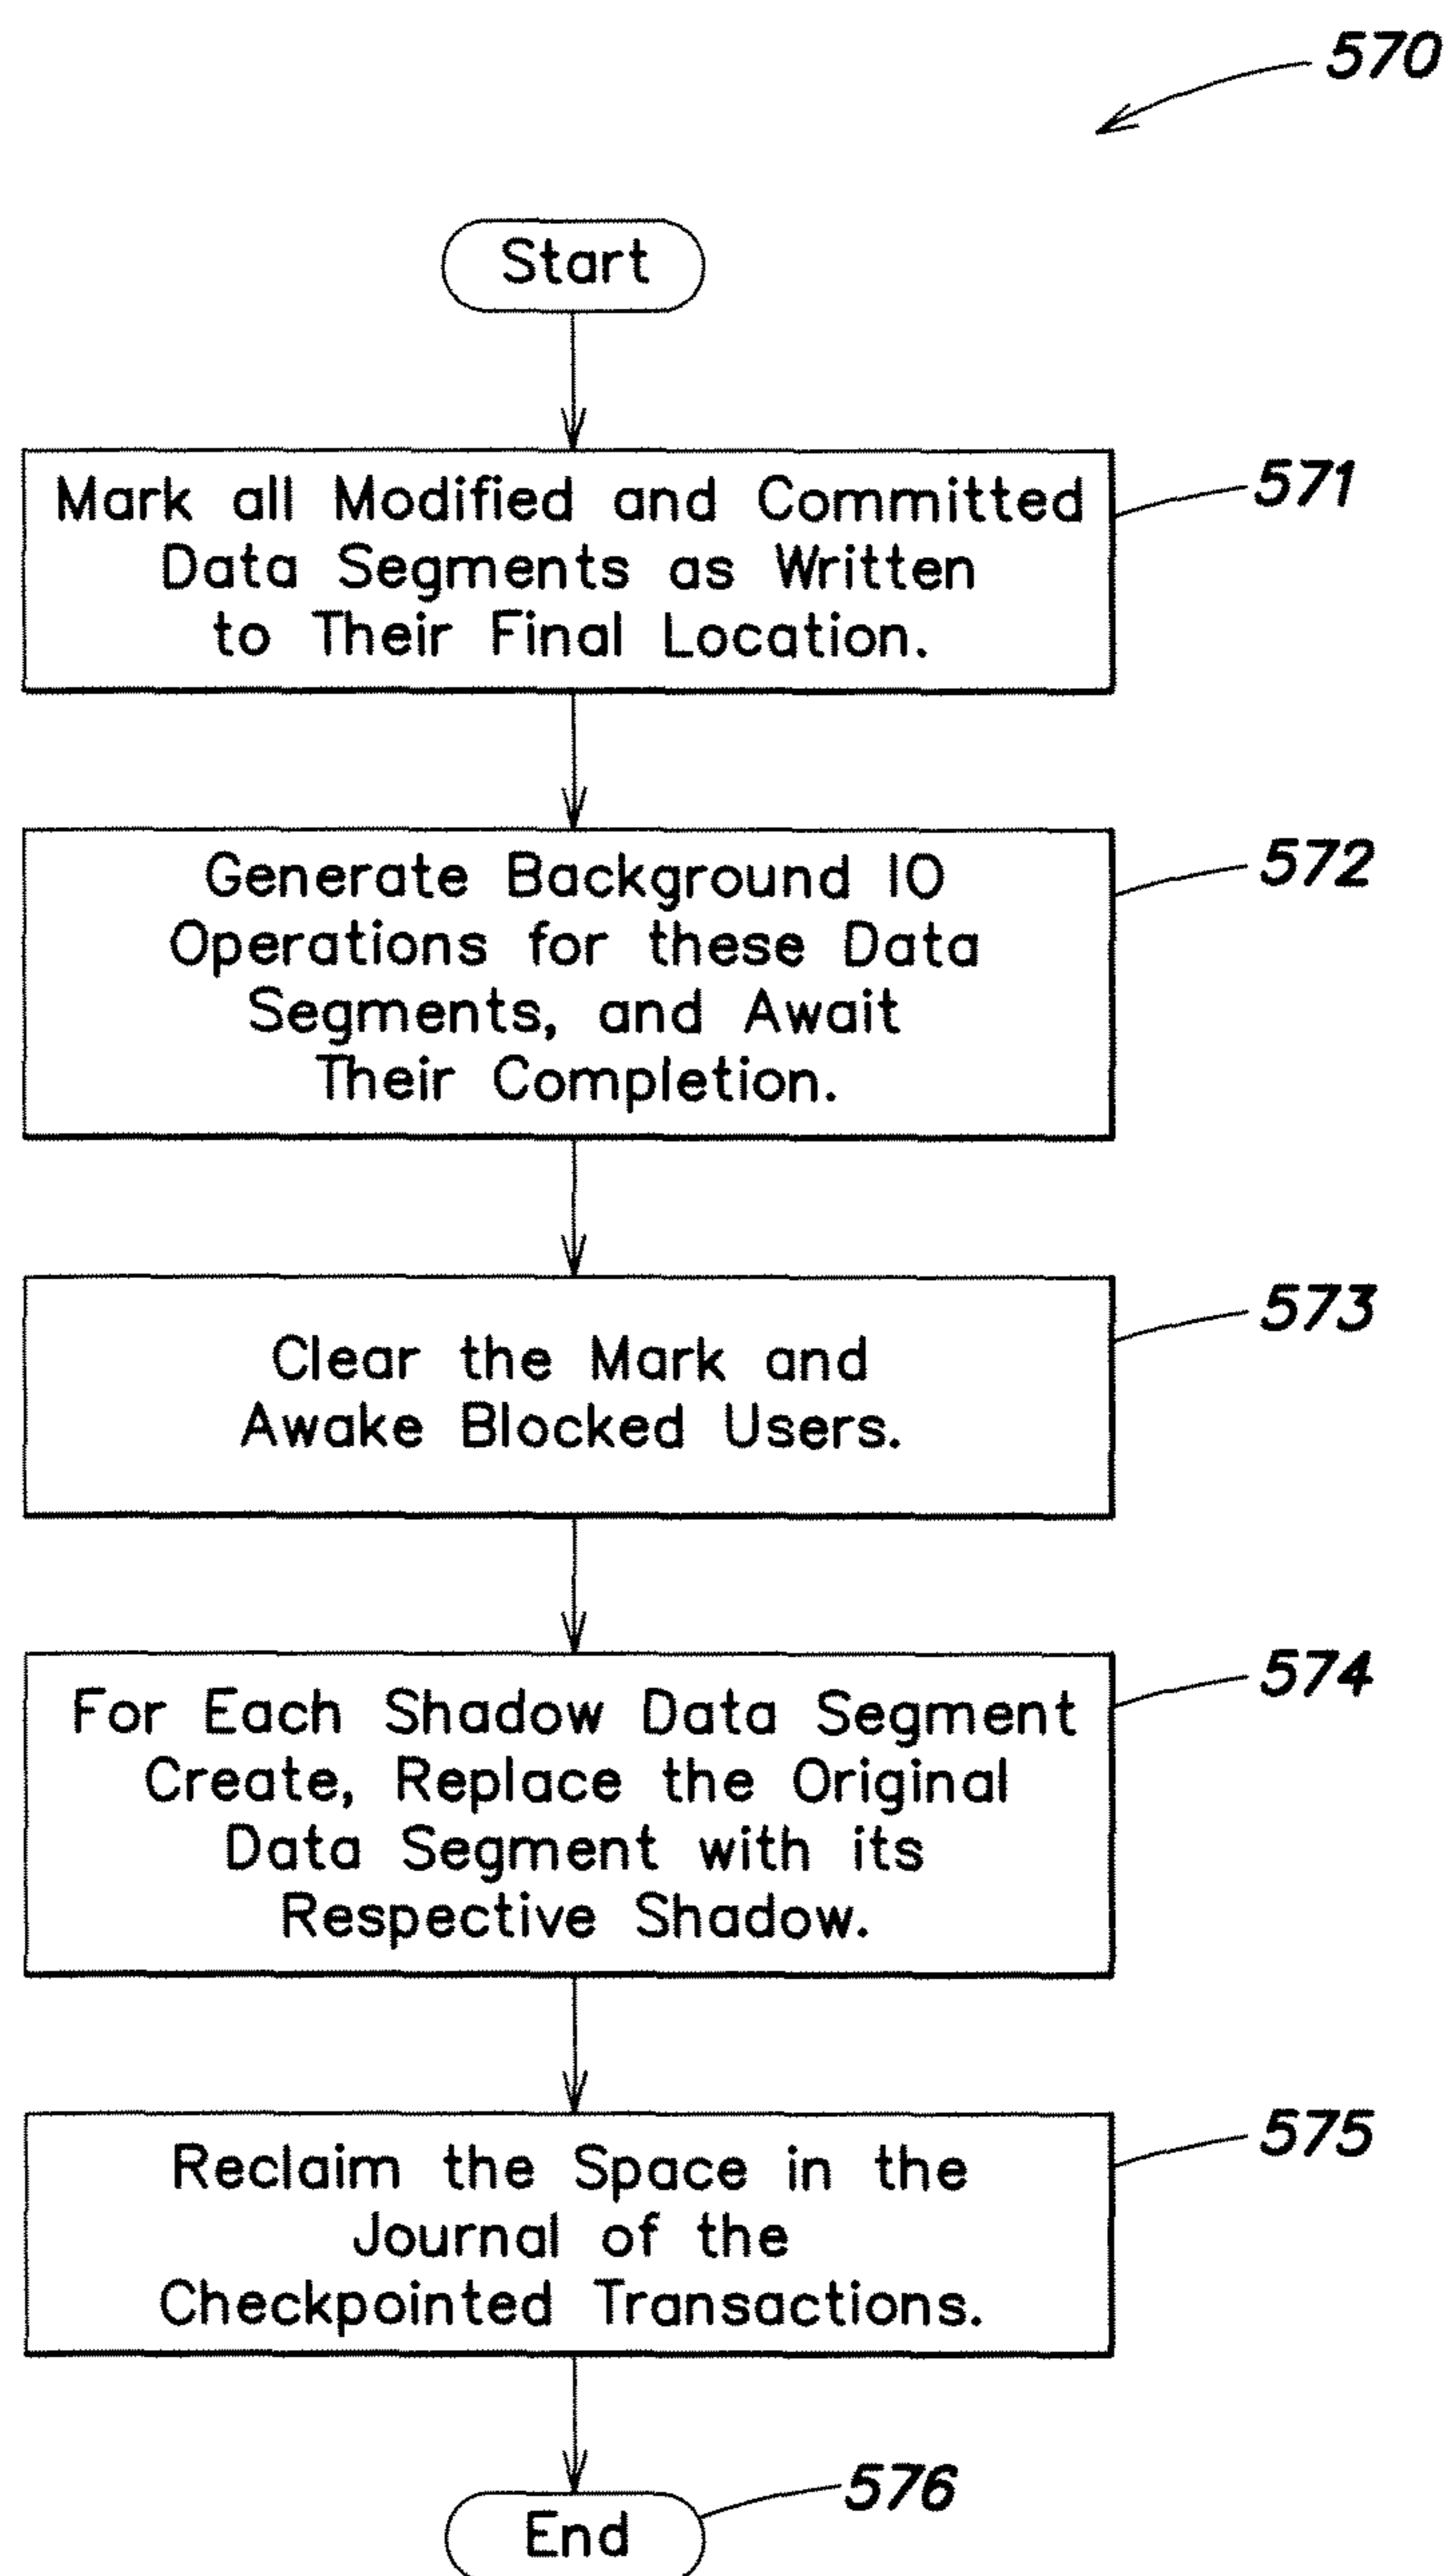 570
Start
Mark all Modified and Committed
Data Segments as Written
to Their Final Location.
571
Generate Background IO
Operations for these Data
Segments, and Await
Their Completion.
572
Clear the Mark and
Awake Blocked Users.
573
For Each Shadow Data Segment
Create, Replace the Original
Data Segment with its
Respective Shadow.
574
Reclaim the Space in the
Journal of the
Checkpointed Transactions.
575
End
576